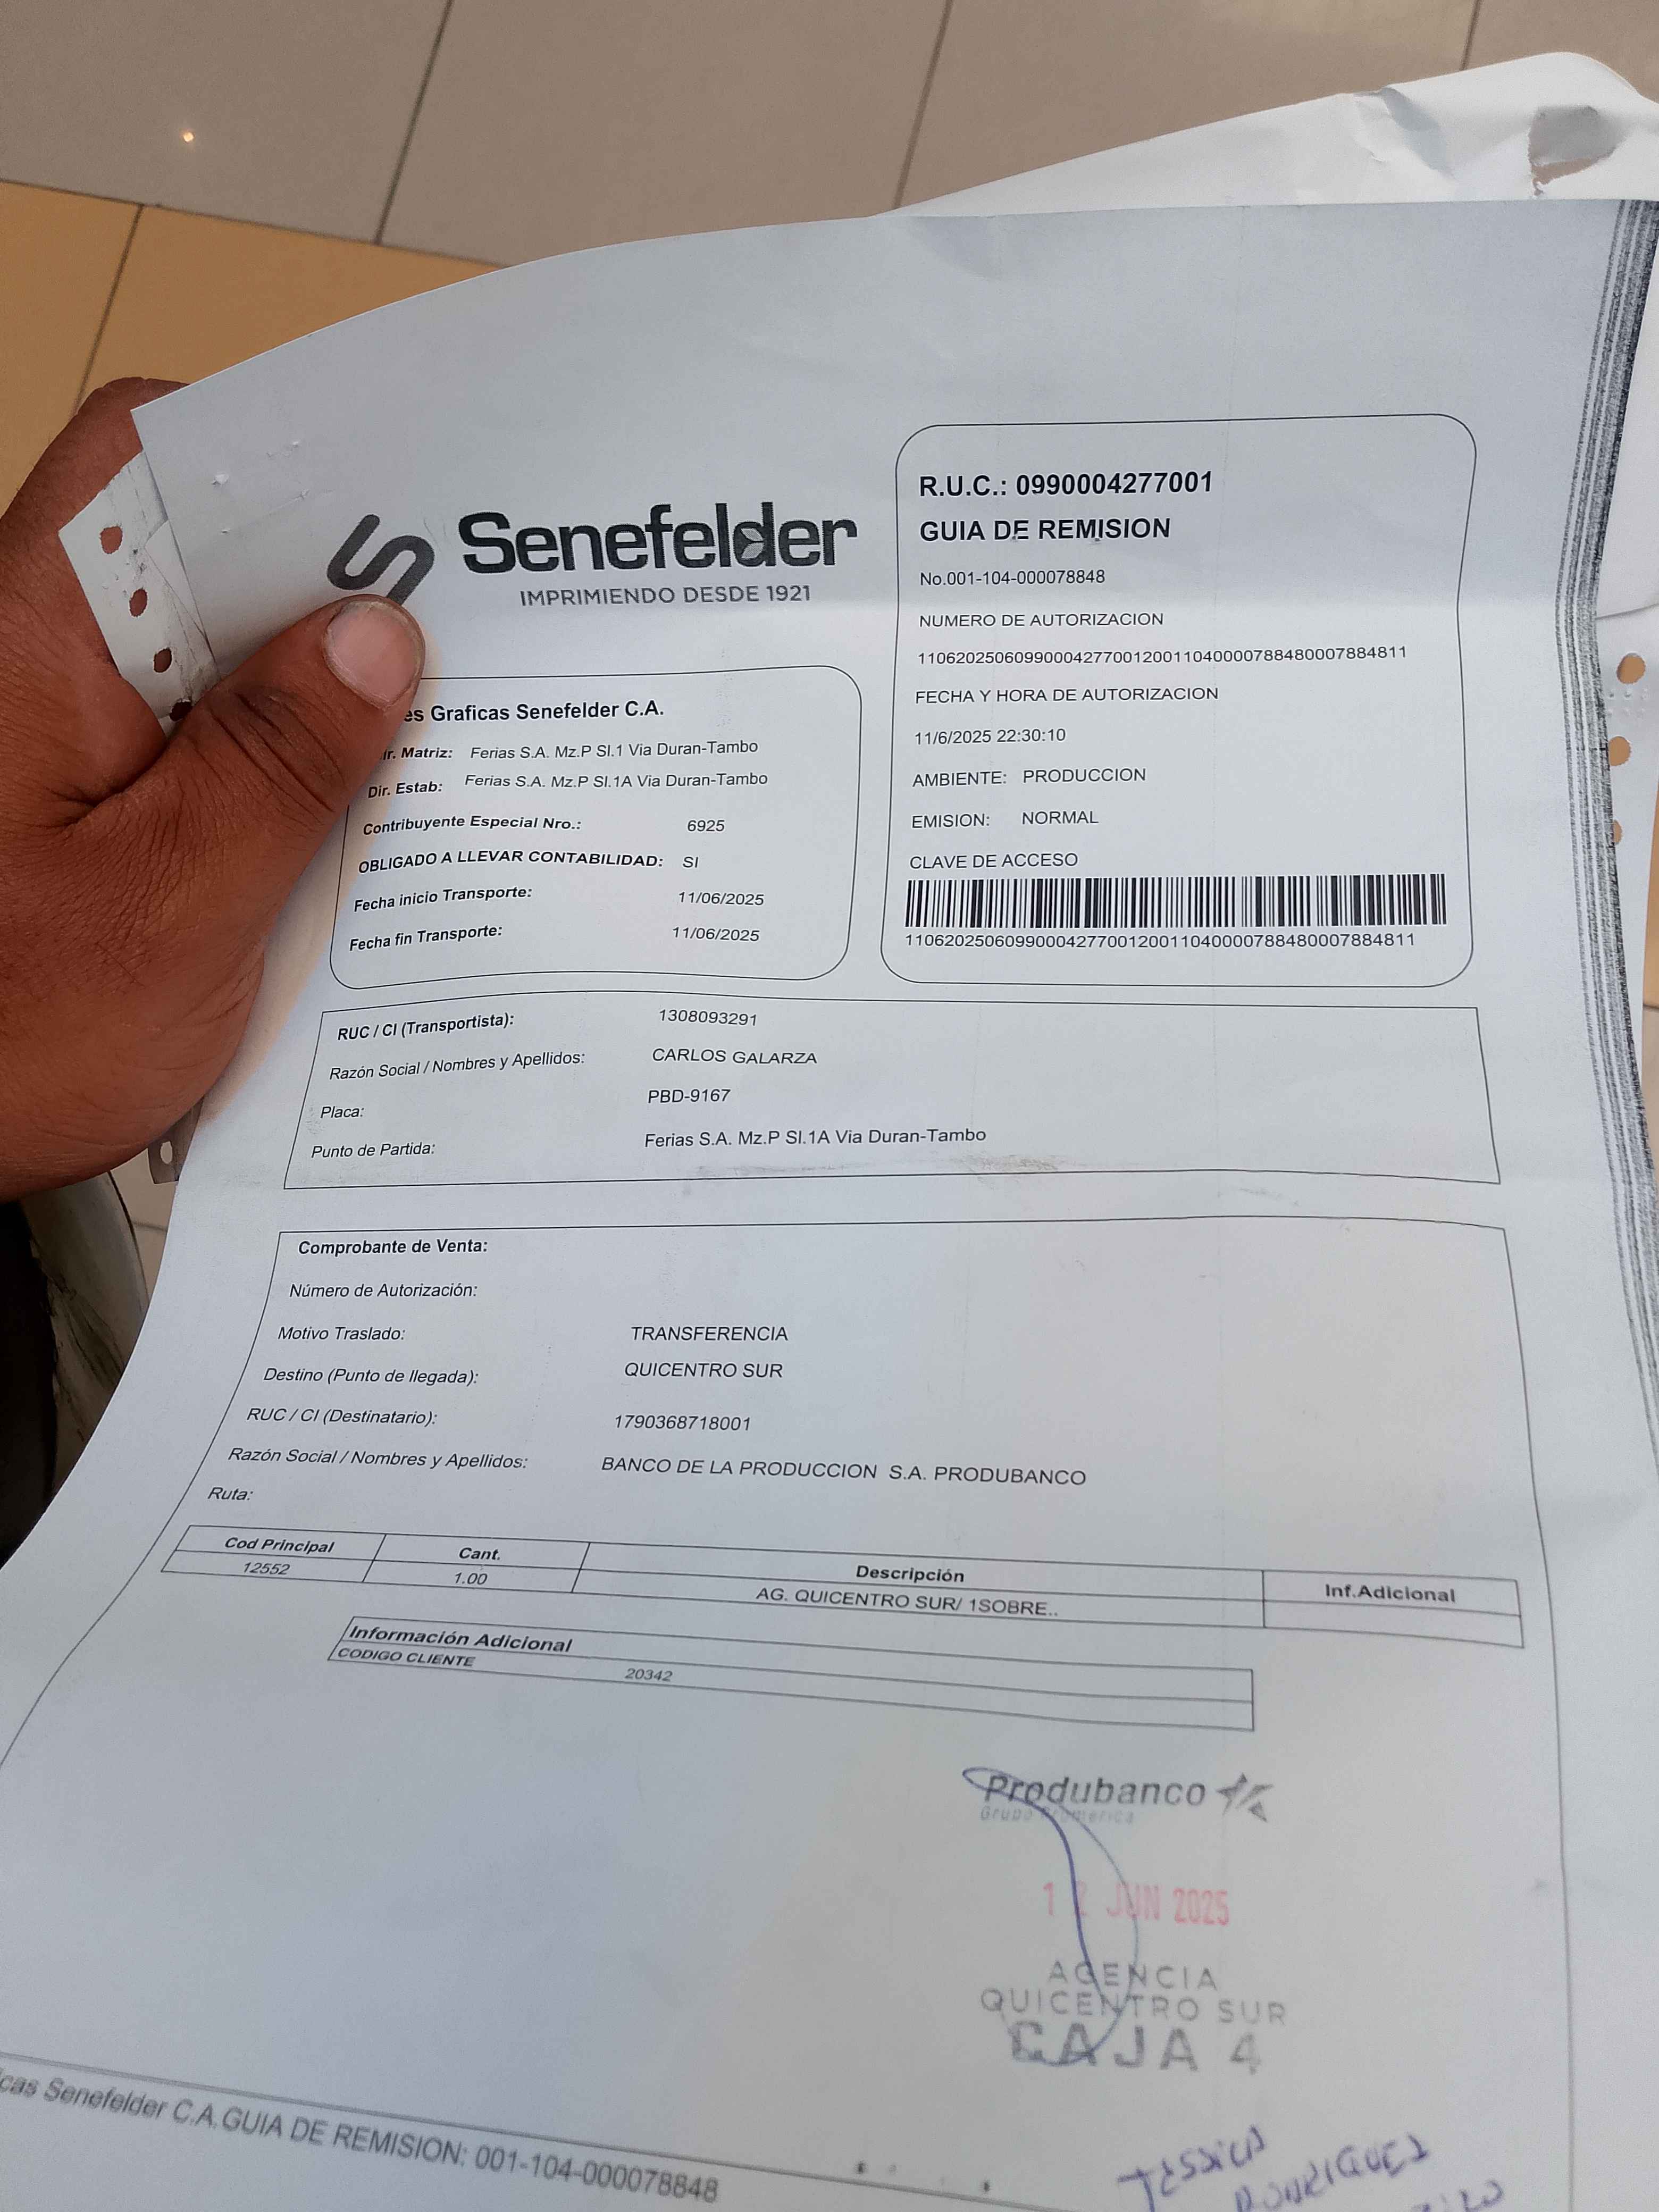 Senefelder
IMPRIMIENDO DESDE 1921
R.U.C.: 0990004277001
GUIA DE REMISION
No.001-104-000078848
NUMERO DE AUTORIZACION
1106202506099000427700120011040000788480007884811
FECHA Y HORA DE AUTORIZACION
11/6/2025 22:30:10
AMBIENTE: PRODUCCION
EMISION: NORMAL
CLAVE DE ACCESO
1106202506099000427700120011040000788480007884811
es Graficas Senefelder C.A.
ir. Matriz: Ferias S.A. Mz.P Sl.1 Via Duran-Tambo
Dir. Estab: Ferias S.A. Mz.P Sl.1A Via Duran-Tambo
Contribuyente Especial Nro.: 6925
OBLIGADO A LLEVAR CONTABILIDAD: SI
Fecha inicio Transporte: 11/06/2025
Fecha fin Transporte: 11/06/2025
RUC / CI (Transportista): 1308093291
Razón Social / Nombres y Apellidos: CARLOS GALARZA
Placa: PBD-9167
Punto de Partida: Ferias S.A. Mz.P Sl.1A Via Duran-Tambo
Comprobante de Venta:
Número de Autorización:
Motivo Traslado: TRANSFERENCIA
Destino (Punto de llegada): QUICENTRO SUR
RUC / CI (Destinatario): 1790368718001
Razón Social / Nombres y Apellidos: BANCO DE LA PRODUCCION S.A. PRODUBANCO
Ruta:
Cod Principal Cant. Descripción Inf.Adicional
12552 1.00 AG. QUICENTRO SUR/ 1SOBRE..
Información Adicional
CODIGO CLIENTE 20342
Produbanco
Grupo Promerica
12 JUN 2025
AGENCIA
QUICENTRO SUR
CAJA 4
cas Senefelder C.A.GUIA DE REMISION: 001-104-000078848